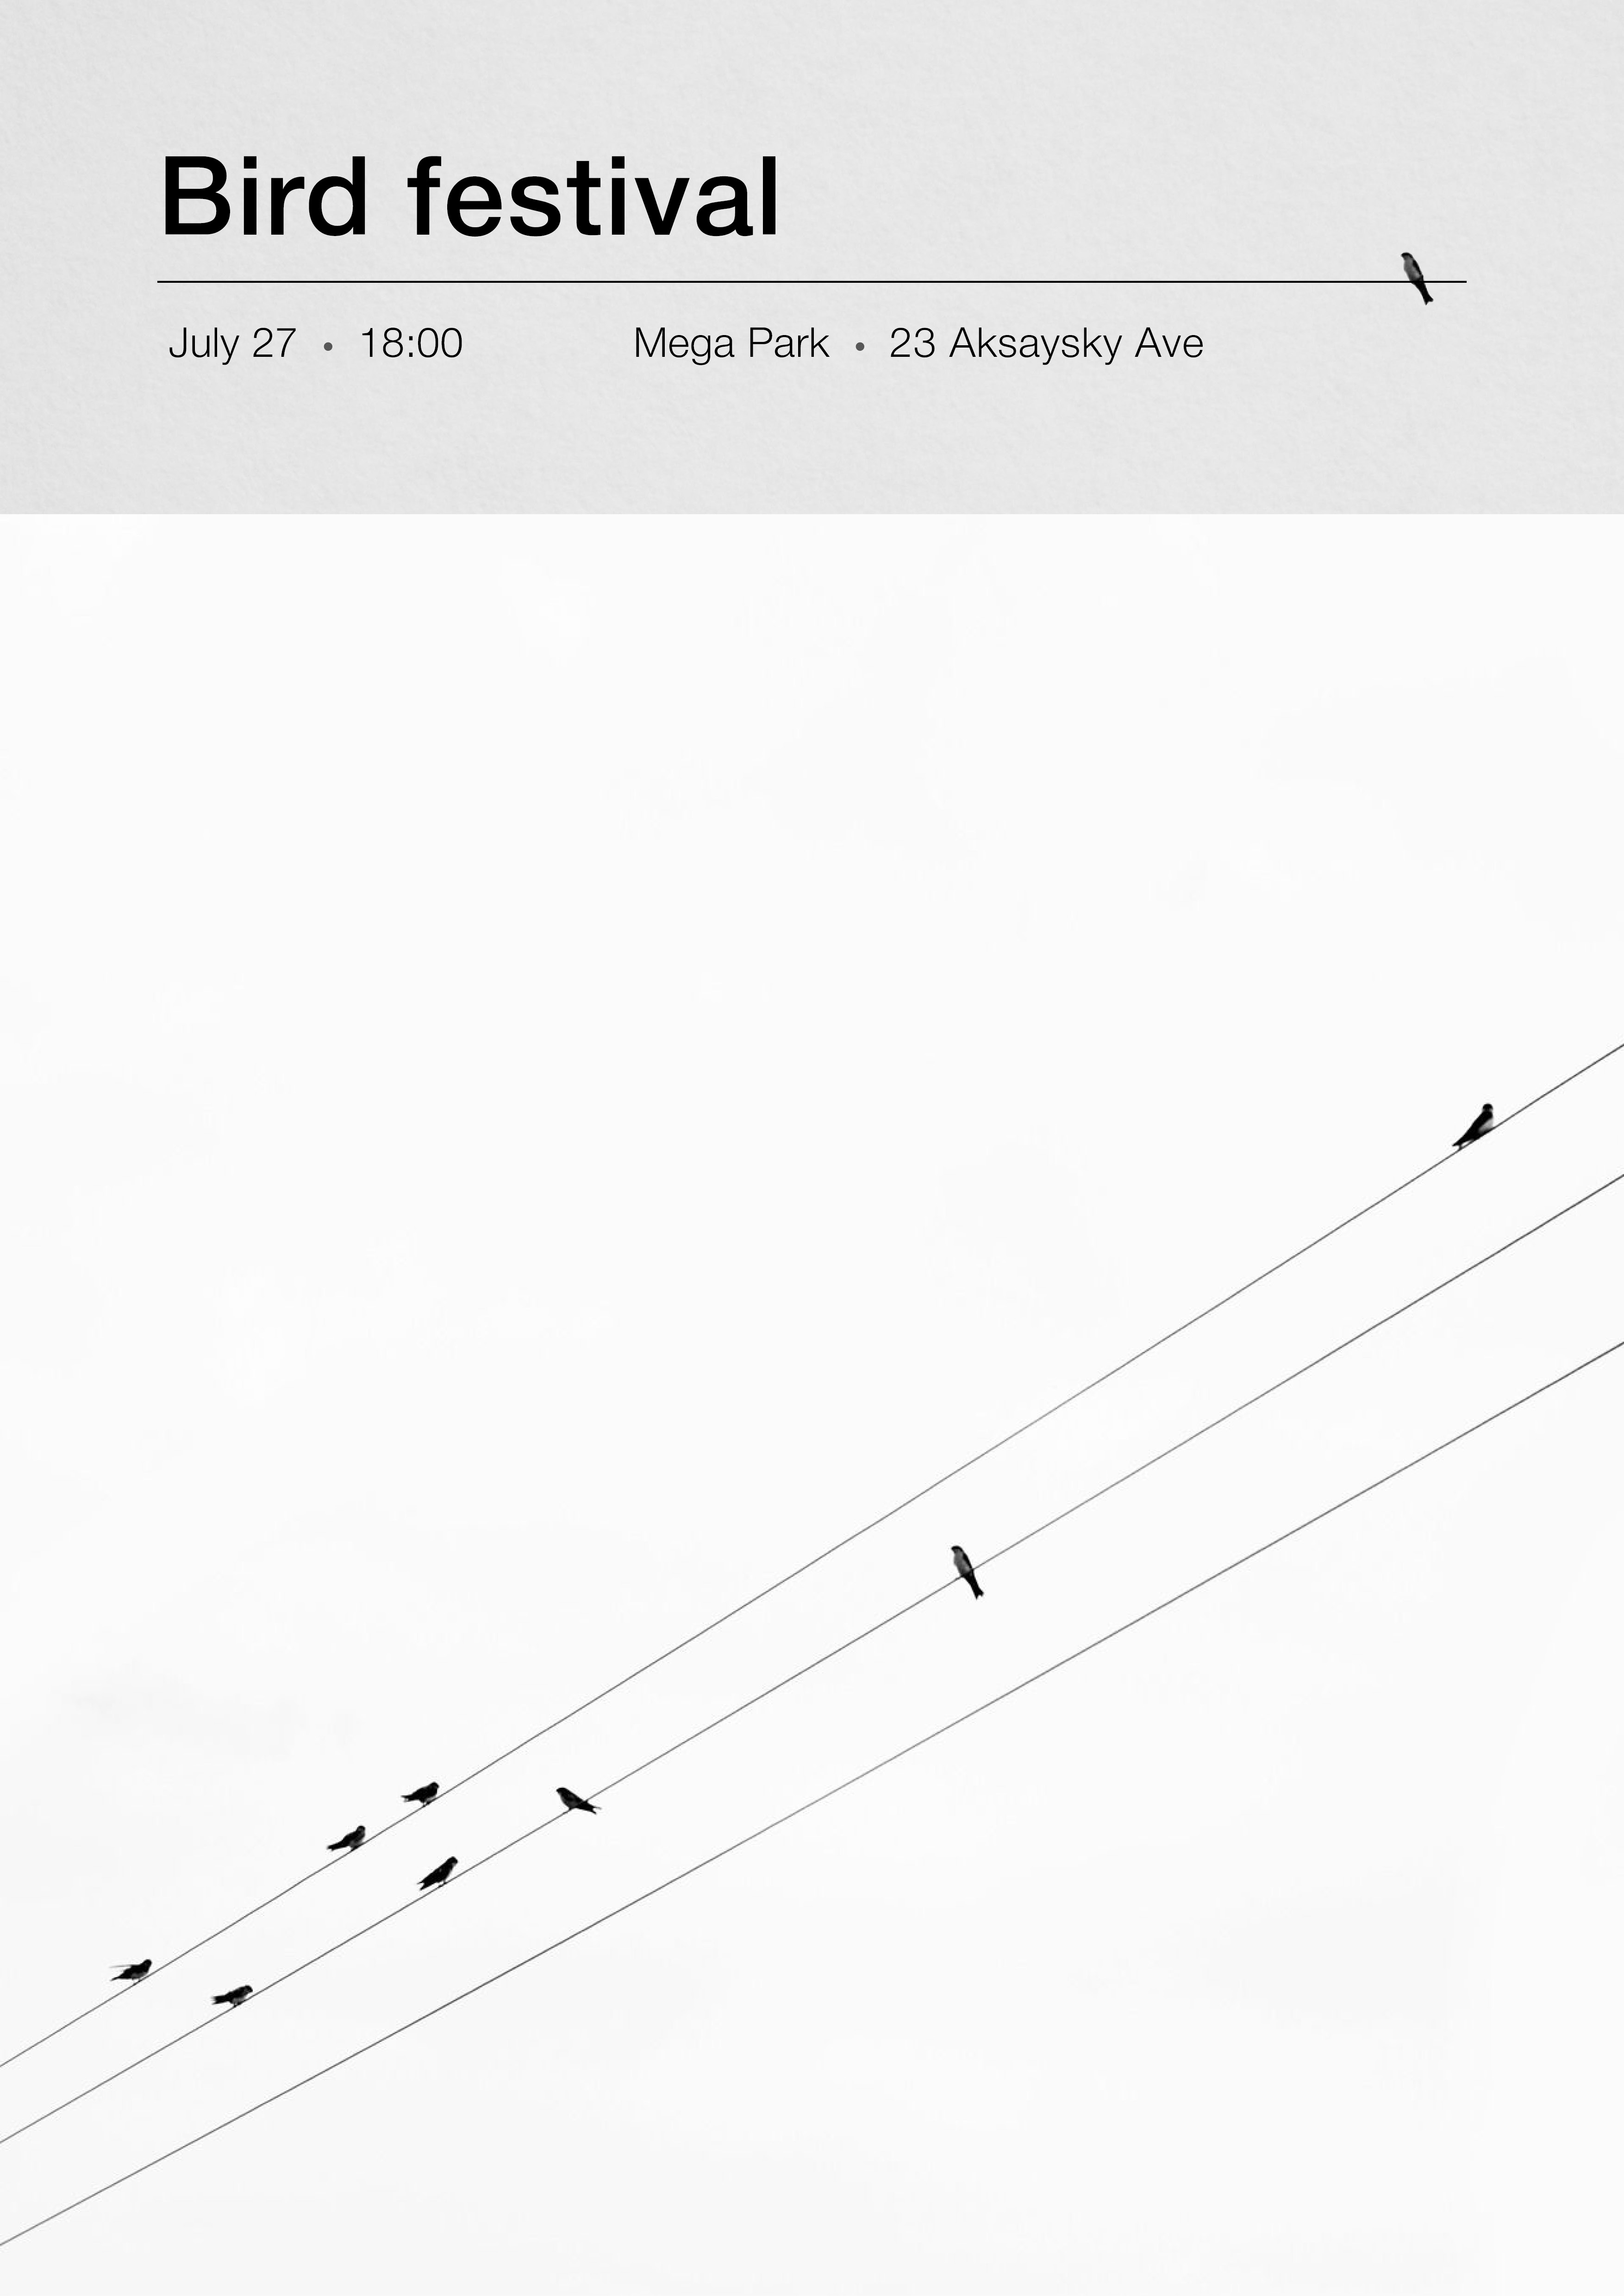 Bird festival
July 27 • 18:00 Mega Park • 23 Aksaysky Ave